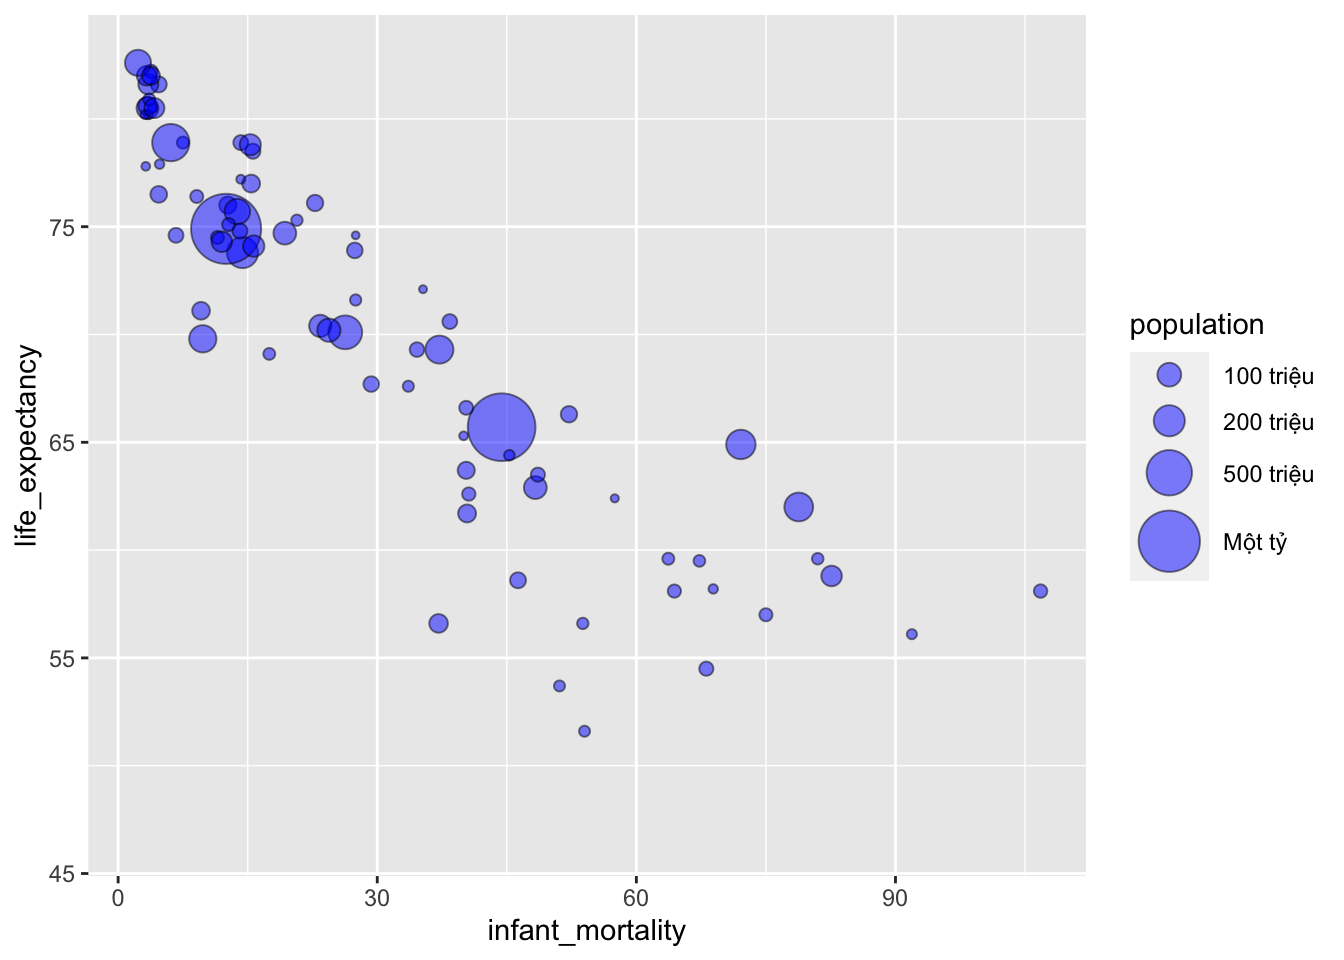 life_expectancy
75
65
55
45
0
30
60
90
infant_mortality
population
100 triệu
200 triệu
500 triệu
Một tỷ